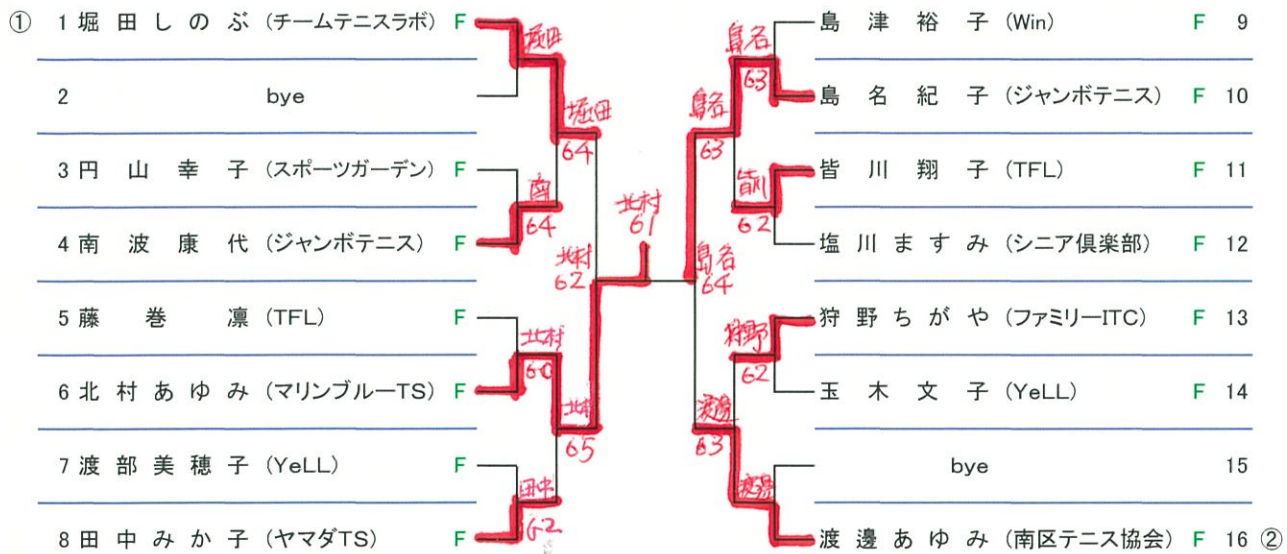 ① 1 堀田しのぶ (チームテニスラボ) F
2 bye
3 円山幸子 (スポーツガーデン) F
4 南波康代 (ジャンボテニス) F
5 藤巻凛 (TFL) F
6 北村あゆみ (マリンブルーTS) F
7 渡部美穂子 (YeLL) F
8 田中みか子 (ヤマダTS) F
堀田
南
64
北村
60
田中
62
堀田
64
北村
65
北村
62
北村
61
島名
64
島名
63
渡邊
63
島名
63
皆川
62
狩野
62
渡邊
島津裕子 (Win) F 9
島名紀子 (ジャンボテニス) F 10
皆川翔子 (TFL) F 11
塩川ますみ (シニア倶楽部) F 12
狩野ちがや (ファミリーITC) F 13
玉木文子 (YeLL) F 14
bye 15
渡邊あゆみ (南区テニス協会) F 16 ②